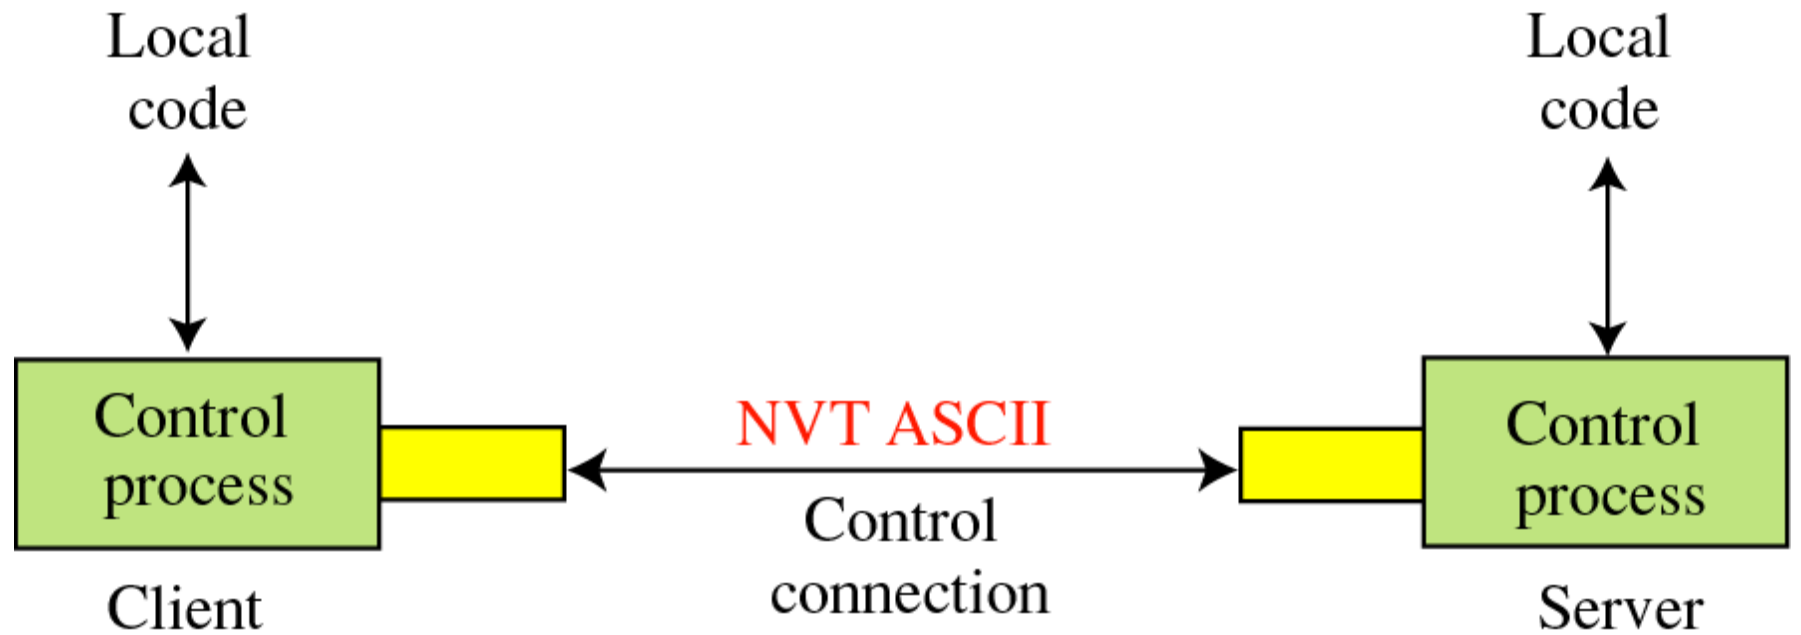 Local
code
Local
code
Control
process
NVT ASCII
Control
connection
Control
process
Client
Server